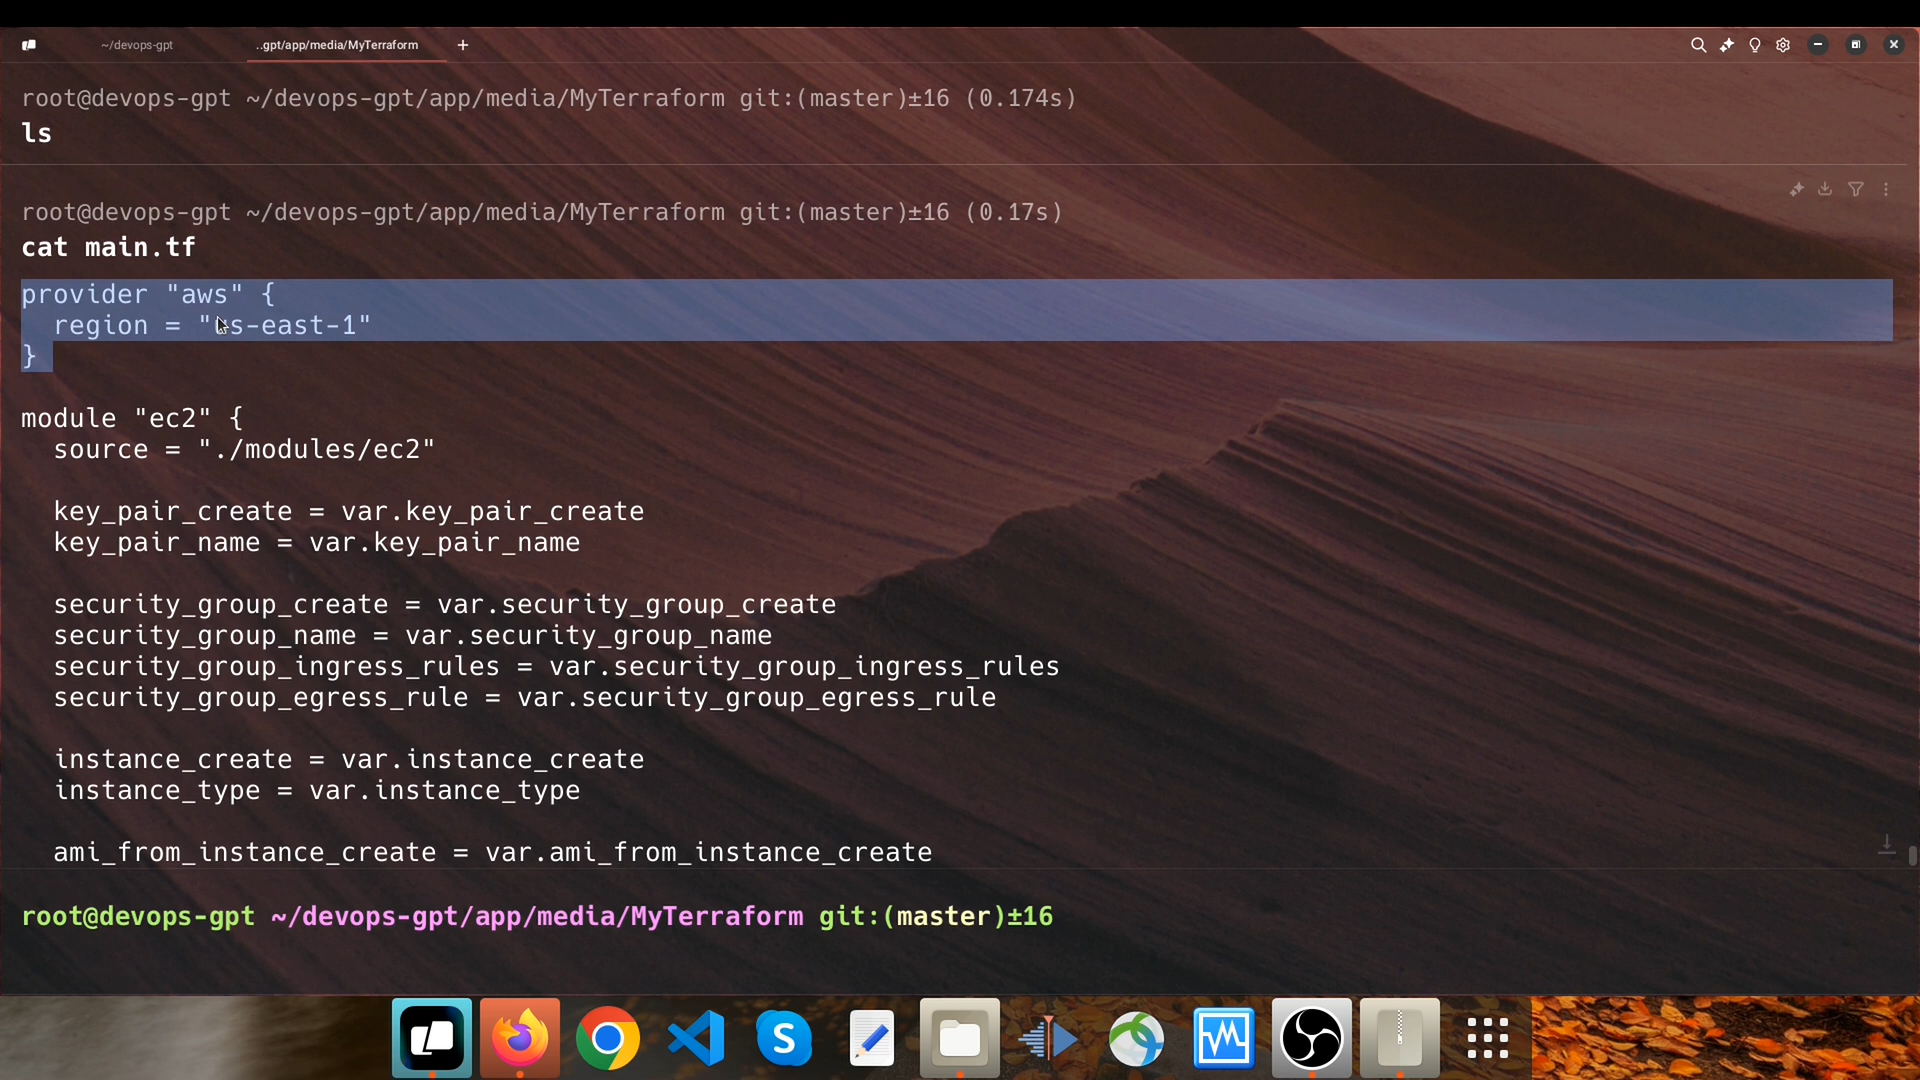 ~/devops-gpt
..gpt/app/media/MyTerraform
root@devops-gpt ~/devops-gpt/app/media/MyTerraform git:(master)±16 (0.174s)
ls
root@devops-gpt ~/devops-gpt/app/media/MyTerraform git:(master)±16 (0.17s)
cat main.tf
provider "aws" {
  region = "us-east-1"
}
module "ec2" {
  source = "./modules/ec2"
  key_pair_create = var.key_pair_create
  key_pair_name = var.key_pair_name
  security_group_create = var.security_group_create
  security_group_name = var.security_group_name
  security_group_ingress_rules = var.security_group_ingress_rules
  security_group_egress_rule = var.security_group_egress_rule
  instance_create = var.instance_create
  instance_type = var.instance_type
  ami_from_instance_create = var.ami_from_instance_create
root@devops-gpt ~/devops-gpt/app/media/MyTerraform git:(master)±16